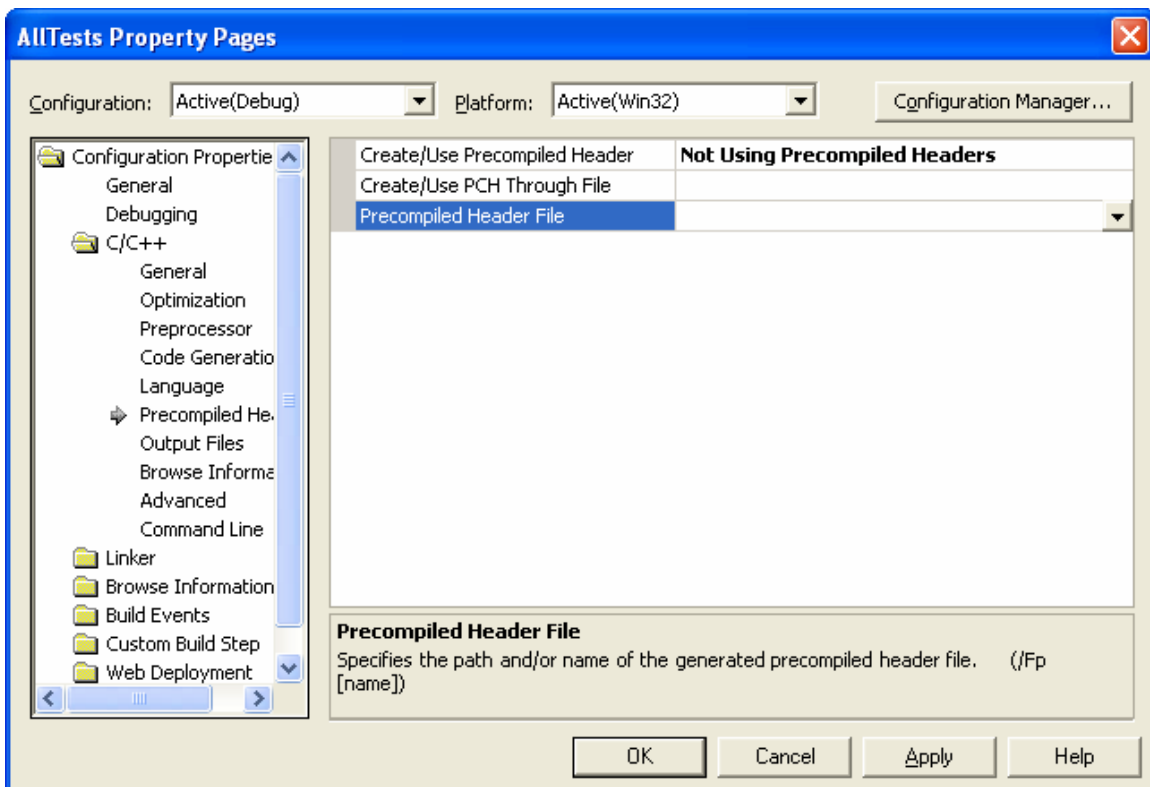 AllTests Property Pages
Configuration: Active(Debug) Platform: Active(Win32) Configuration Manager...
Configuration Propertie
General
Debugging
C/C++
General
Optimization
Preprocessor
Code Generatio
Language
Precompiled He
Output Files
Browse Informa
Advanced
Command Line
Linker
Browse Information
Build Events
Custom Build Step
Web Deployment
Create/Use Precompiled Header Not Using Precompiled Headers
Create/Use PCH Through File
Precompiled Header File
Precompiled Header File
Specifies the path and/or name of the generated precompiled header file. (/Fp
[name])
OK Cancel Apply Help